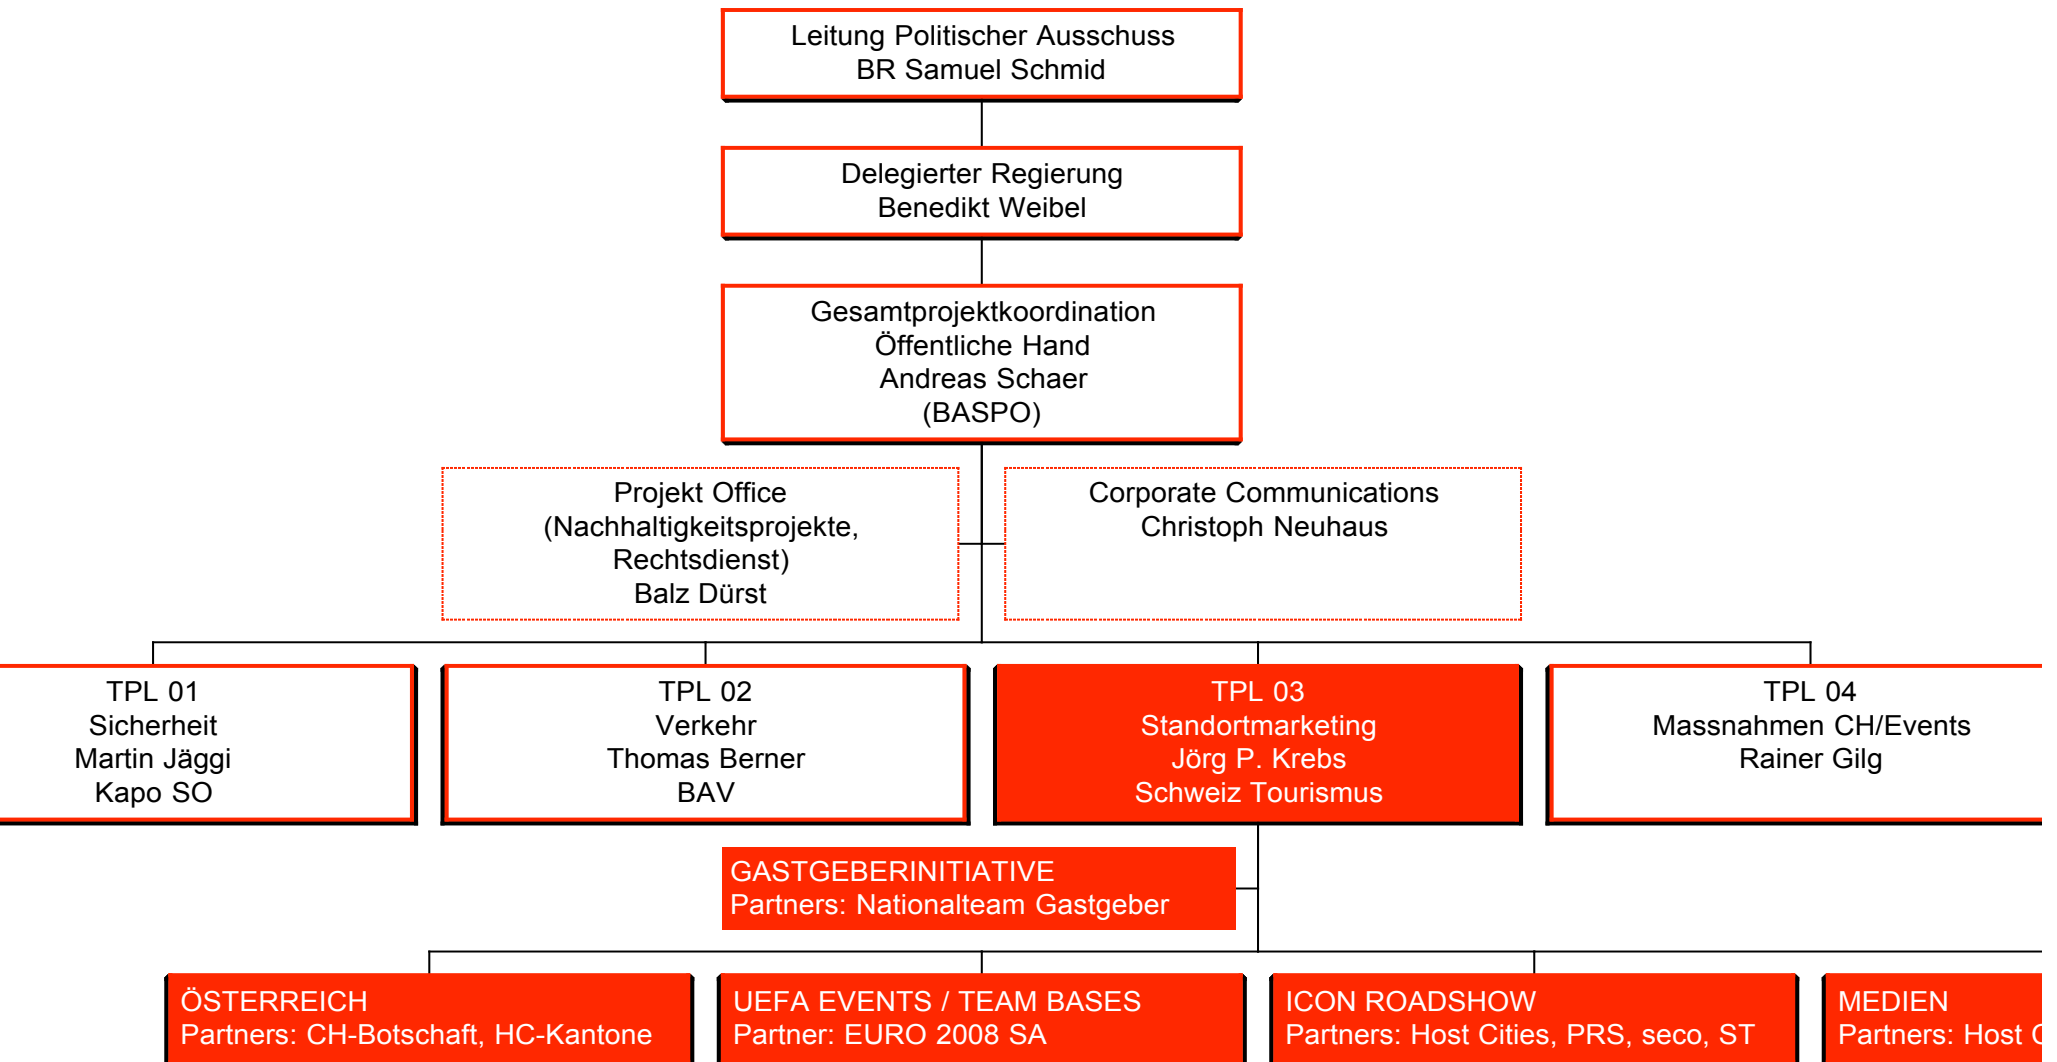 Leitung Politischer Ausschuss
BR Samuel Schmid
Delegierter Regierung
Benedikt Weibel
Gesamtprojektkoordination
Öffentliche Hand
Andreas Schaer
(BASPO)
Projekt Office
(Nachhaltigkeitsprojekte,
Rechtsdienst)
Balz Dürst
Corporate Communications
Christoph Neuhaus
TPL 01
Sicherheit
Martin Jäggi
Kapo SO
TPL 02
Verkehr
Thomas Berner
BAV
TPL 03
Standortmarketing
Jörg P. Krebs
Schweiz Tourismus
TPL 04
Massnahmen CH/Events
Rainer Gilg
GASTGEBERINITIATIVE
Partners: Nationalteam Gastgeber
ÖSTERREICH
Partners: CH-Botschaft, HC-Kantone
UEFA EVENTS / TEAM BASES
Partner: EURO 2008 SA
ICON ROADSHOW
Partners: Host Cities, PRS, seco, ST
MEDIEN
Partners: Host